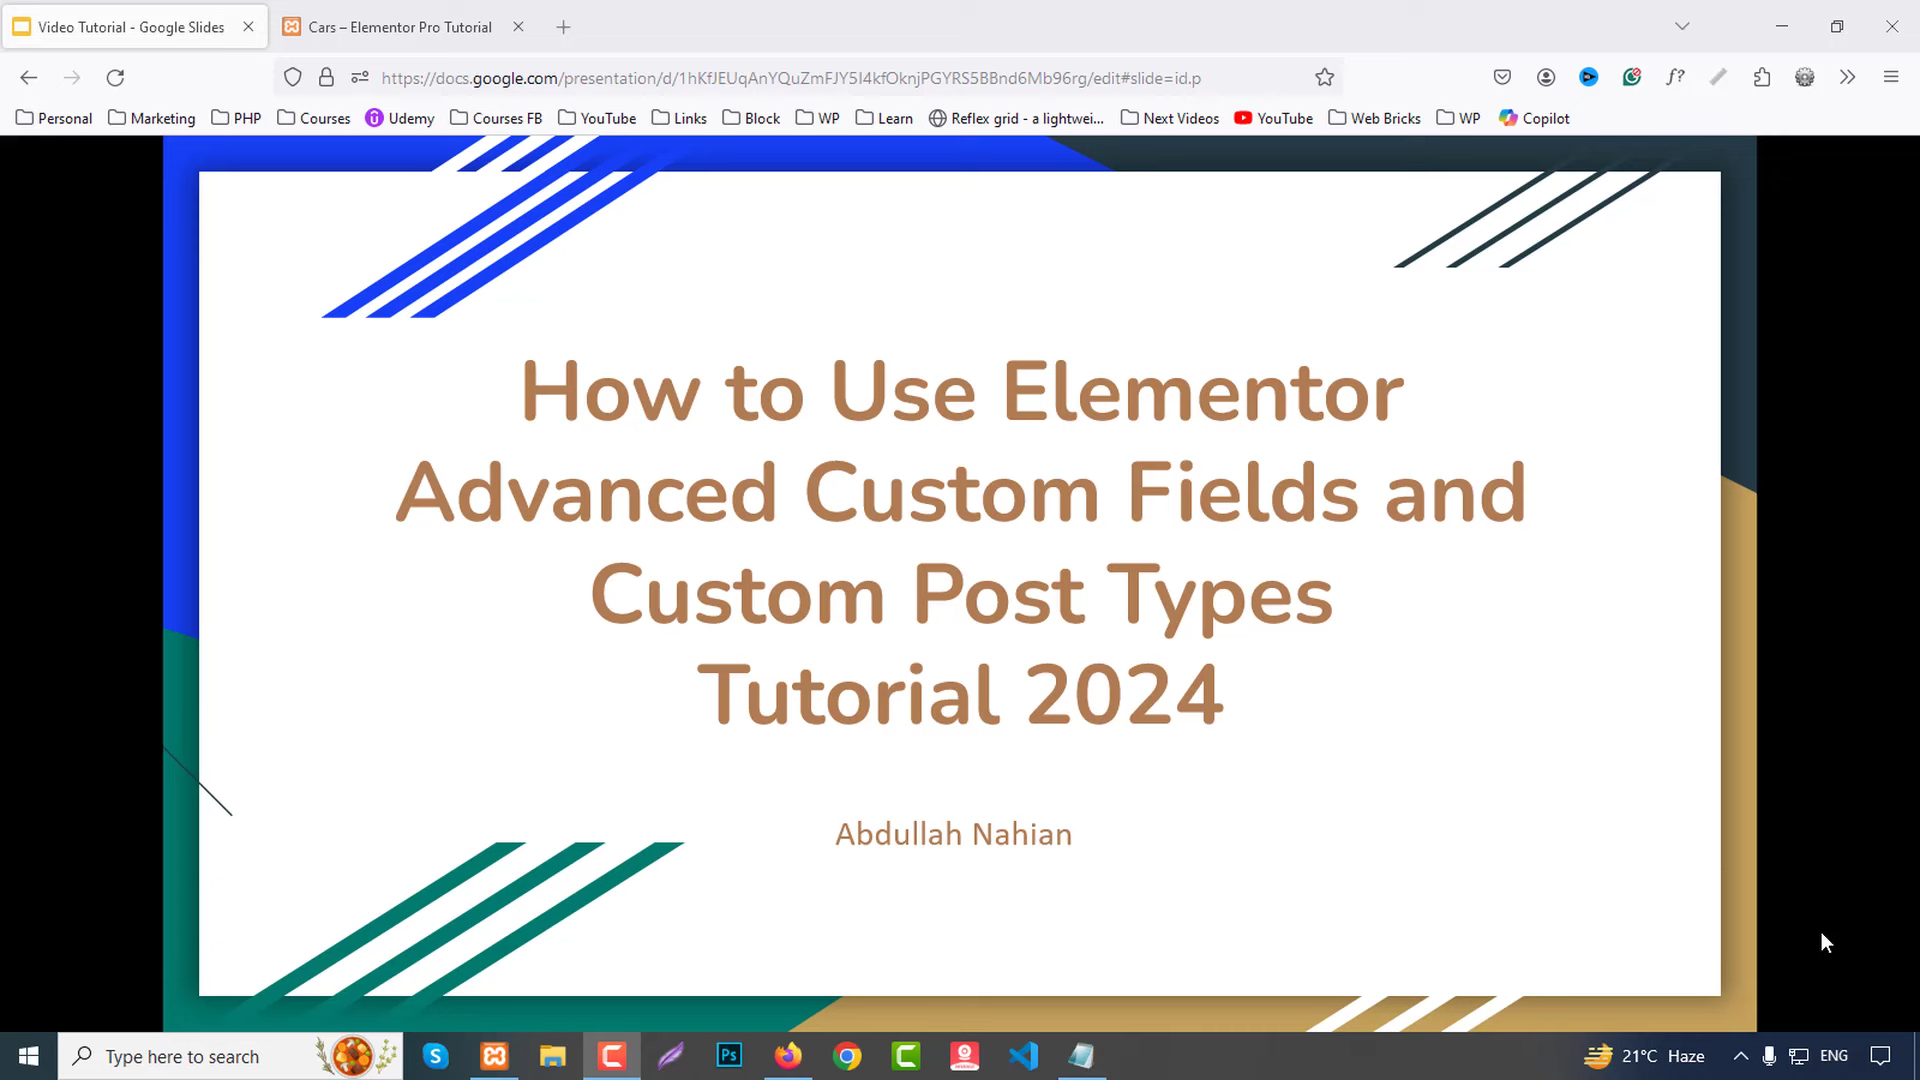 Video Tutorial - Google Slides
Cars – Elementor Pro Tutorial
https://docs.google.com/presentation/d/1hKfJEUqAnYQuZmFJY5I4kfOknjPGYRS5BBnd6Mb96rg/edit#slide=id.p
f?
Personal Marketing PHP Courses Udemy Courses FB YouTube Links Block WP Learn Reflex grid - a lightwei... Next Videos YouTube Web Bricks WP Copilot
How to Use Elementor
Advanced Custom Fields and
Custom Post Types
Tutorial 2024
Abdullah Nahian
Type here to search
Ps
21°C Haze
ENG